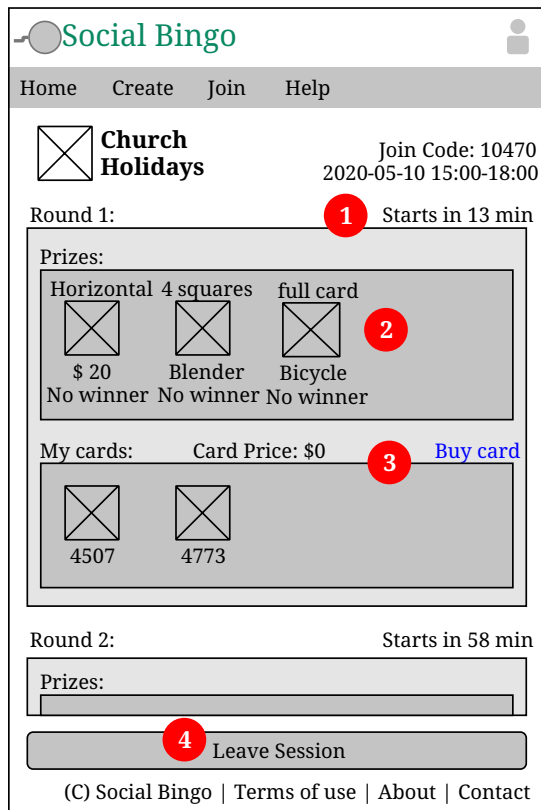 Social Bingo
Home Create Join Help
Church
Holidays
Join Code: 10470
2020-05-10 15:00-18:00
Round 1: 1 Starts in 13 min
Prizes:
Horizontal 4 squares full card
2
$ 20 Blender Bicycle
No winner No winner No winner
My cards: Card Price: $0 3 Buy card
4507 4773
Round 2: Starts in 58 min
Prizes:
4
Leave Session
(C) Social Bingo | Terms of use | About | Contact